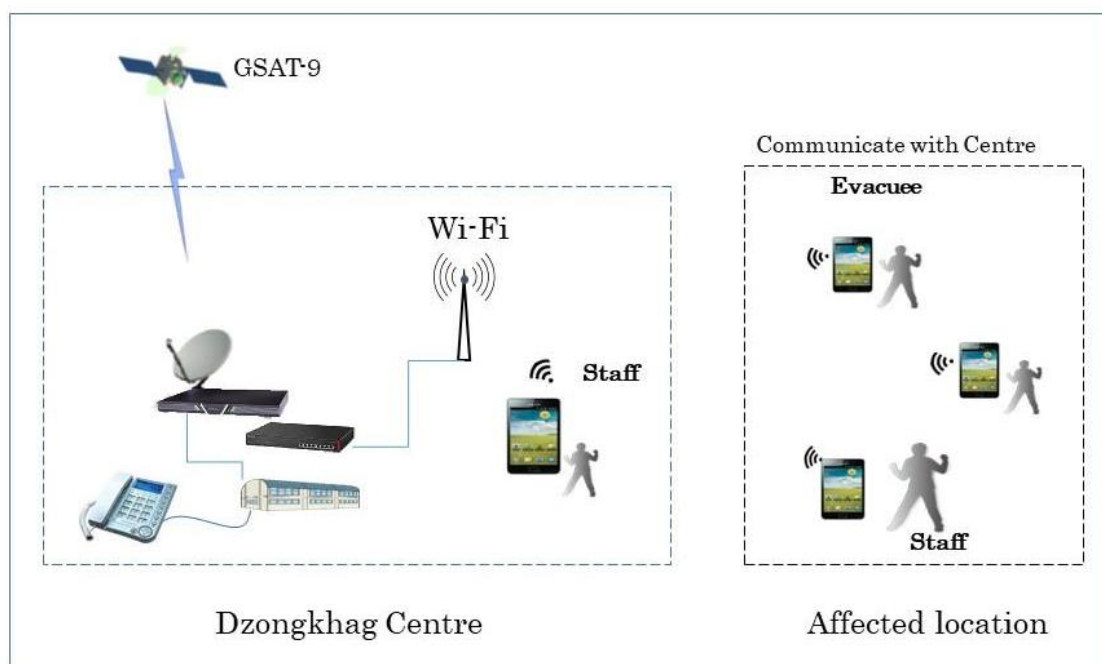 GSAT-9
Communicate with Centre
Evacuee
Wi-Fi
Staff
Staff
Dzongkhag Centre
Affected location